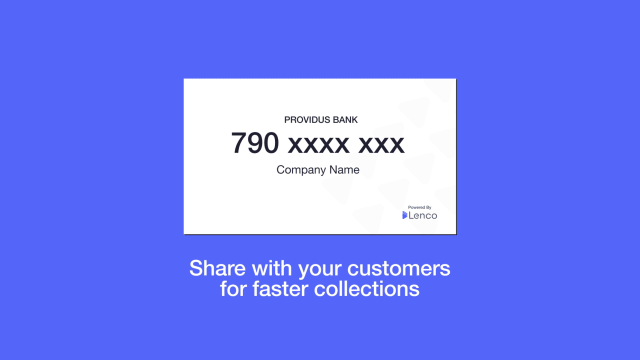 PROVIDUS BANK
790 xxxx xxx
Company Name
Powered By
Lenco
Share with your customers
for faster collections